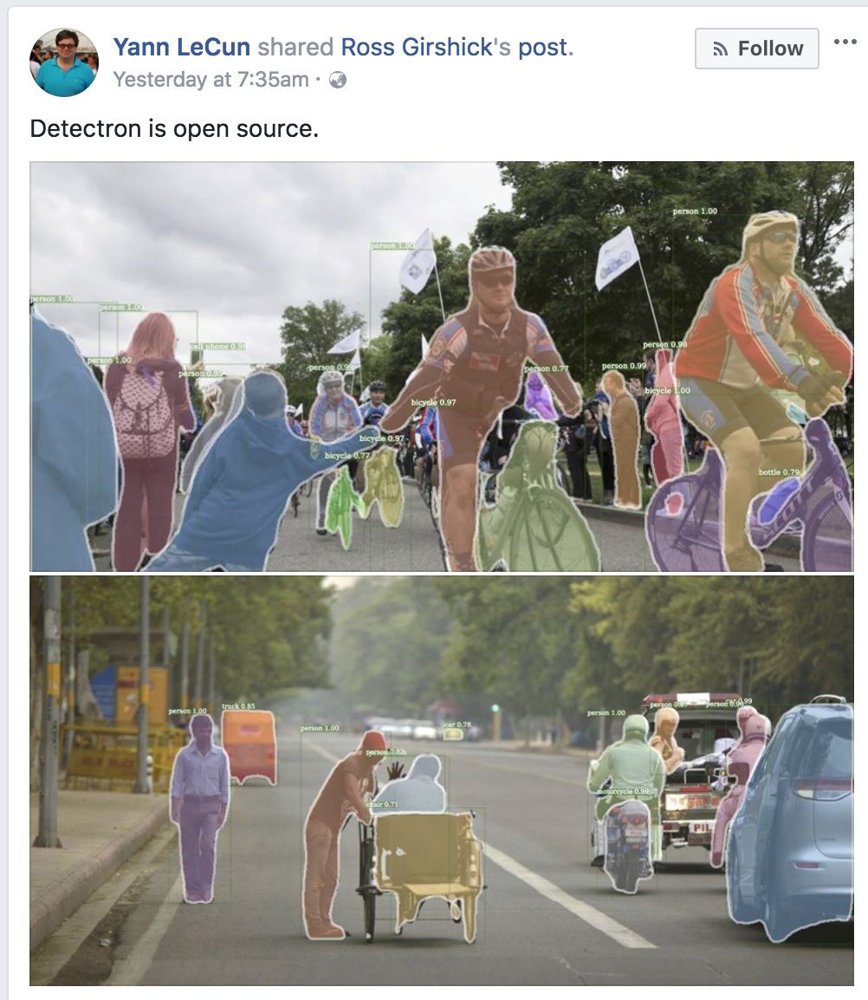 Yann LeCun shared Ross Girshick's post.
Follow
Yesterday at 7:35am ·
Detectron is open source.
person 1.00
person 1.00
person 1.00
person 1.00
cell phone 0.98
person 1.00
person 0.99
person 0.99
person 0.77
person 0.99
person 0.98
bicycle 1.00
bicycle 0.97
bicycle 0.97
bicycle 0.77
bottle 0.79
person 1.00
truck 0.85
person 1.00
person 0.82
car 0.78
chair 0.71
person 1.00
person
person
0.99
motorcycle 0.99
PIL